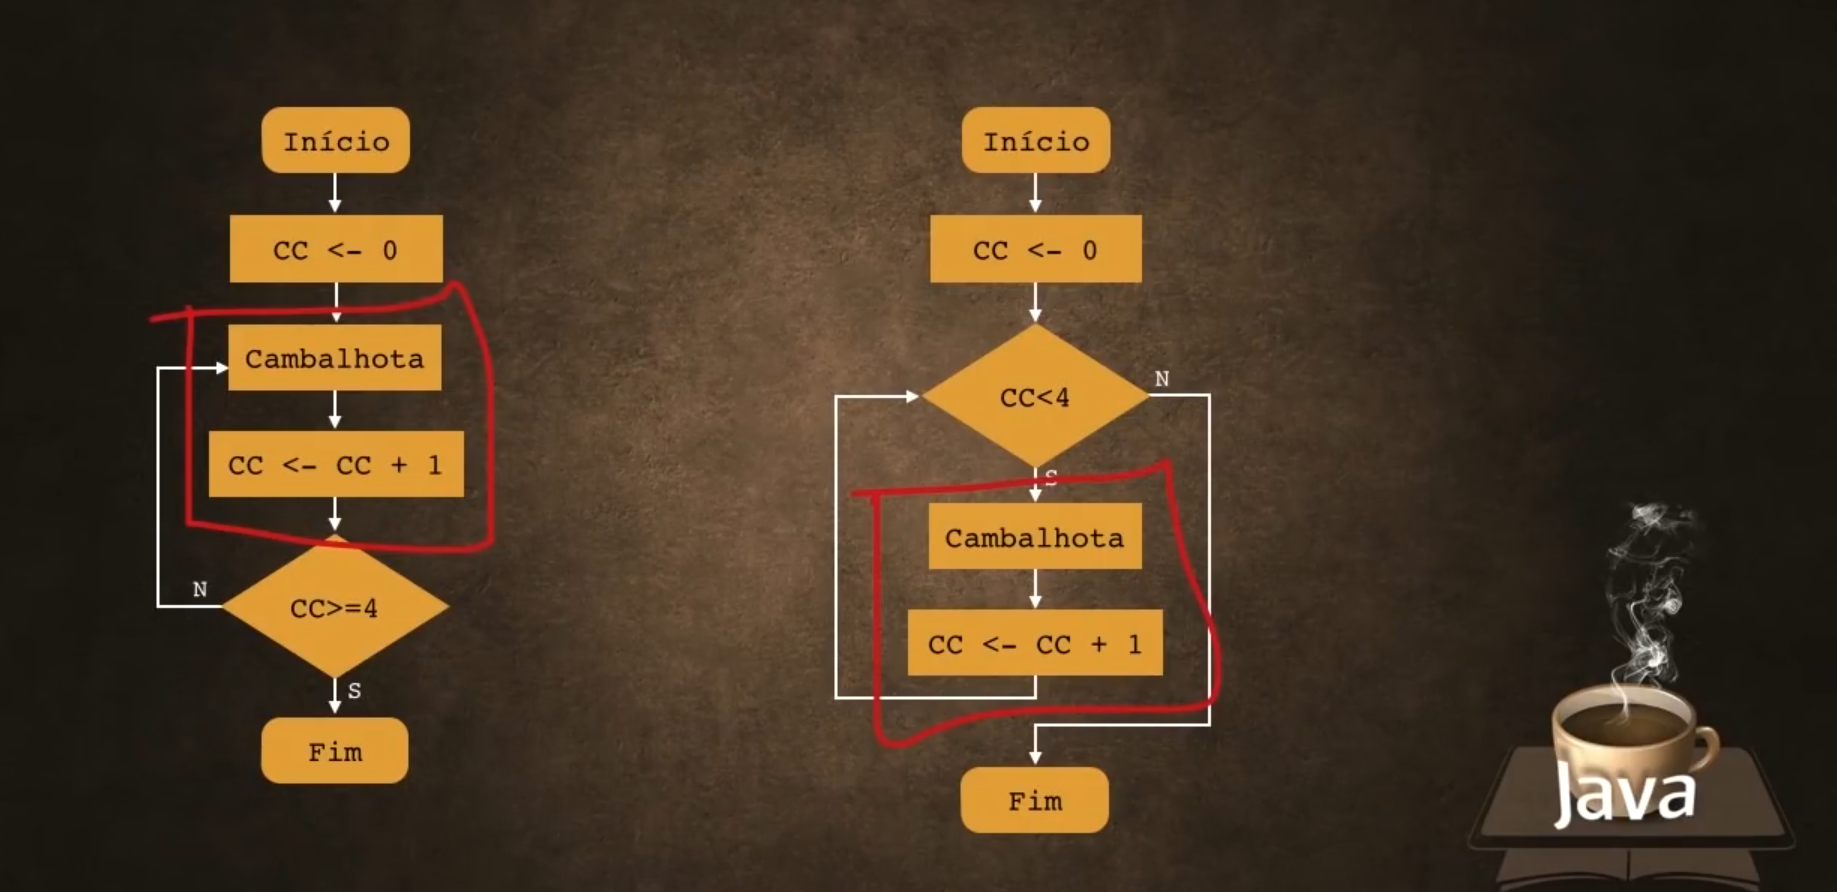 Início
CC <- 0
Cambalhota
CC <- CC + 1
CC>=4
N
S
Fim
Início
CC <- 0
CC<4
N
S
Cambalhota
CC <- CC + 1
Fim
Java